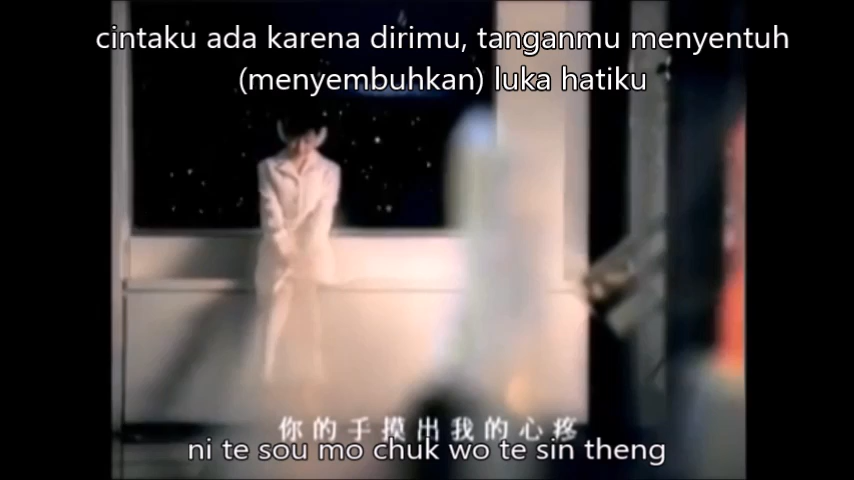 cintaku ada karena dirimu, tanganmu menyentuh
(menyembuhkan) luka hatiku
你的手摸出我的心疼
ni te sou mo chuk wo te sin theng